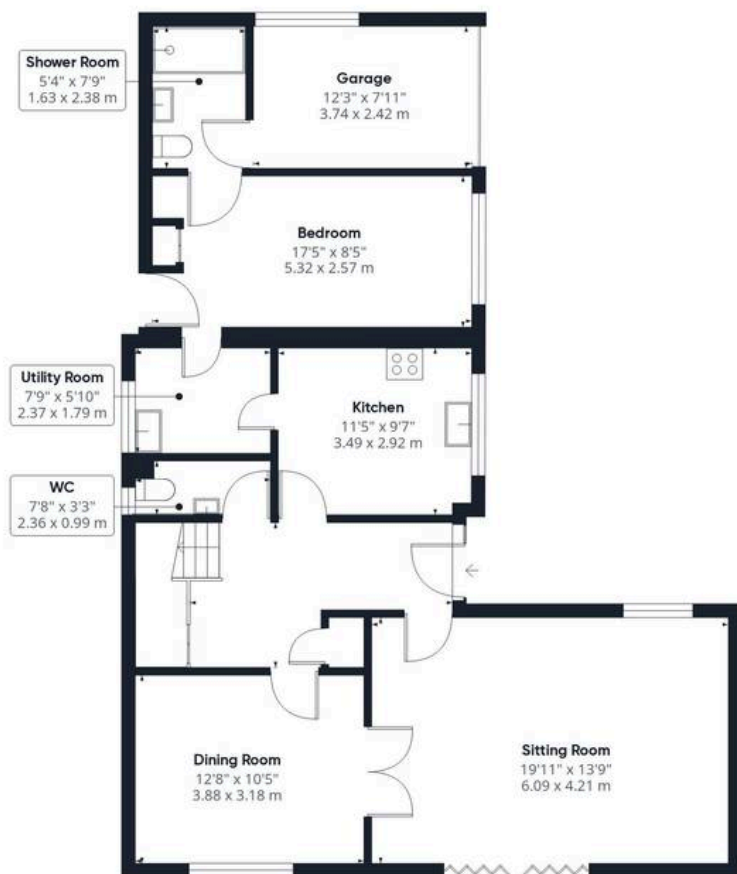 Shower Room
5'4" x 7'9"
1.63 x 2.38 m
Garage
12'3" x 7'11"
3.74 x 2.42 m
Bedroom
17'5" x 8'5"
5.32 x 2.57 m
Utility Room
7'9" x 5'10"
2.37 x 1.79 m
Kitchen
11'5" x 9'7"
3.49 x 2.92 m
WC
7'8" x 3'3"
2.36 x 0.99 m
Dining Room
12'8" x 10'5"
3.88 x 3.18 m
Sitting Room
19'11" x 13'9"
6.09 x 4.21 m